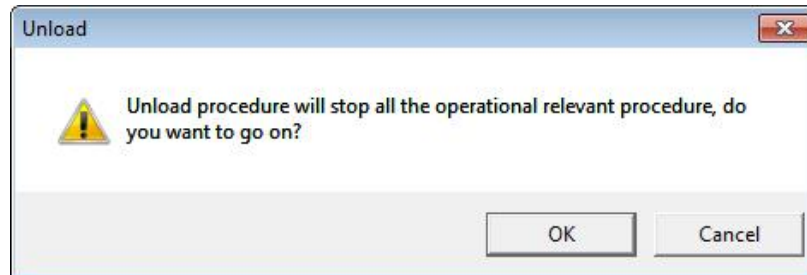 Unload
Unload procedure will stop all the operational relevant procedure, do
you want to go on?
OK
Cancel